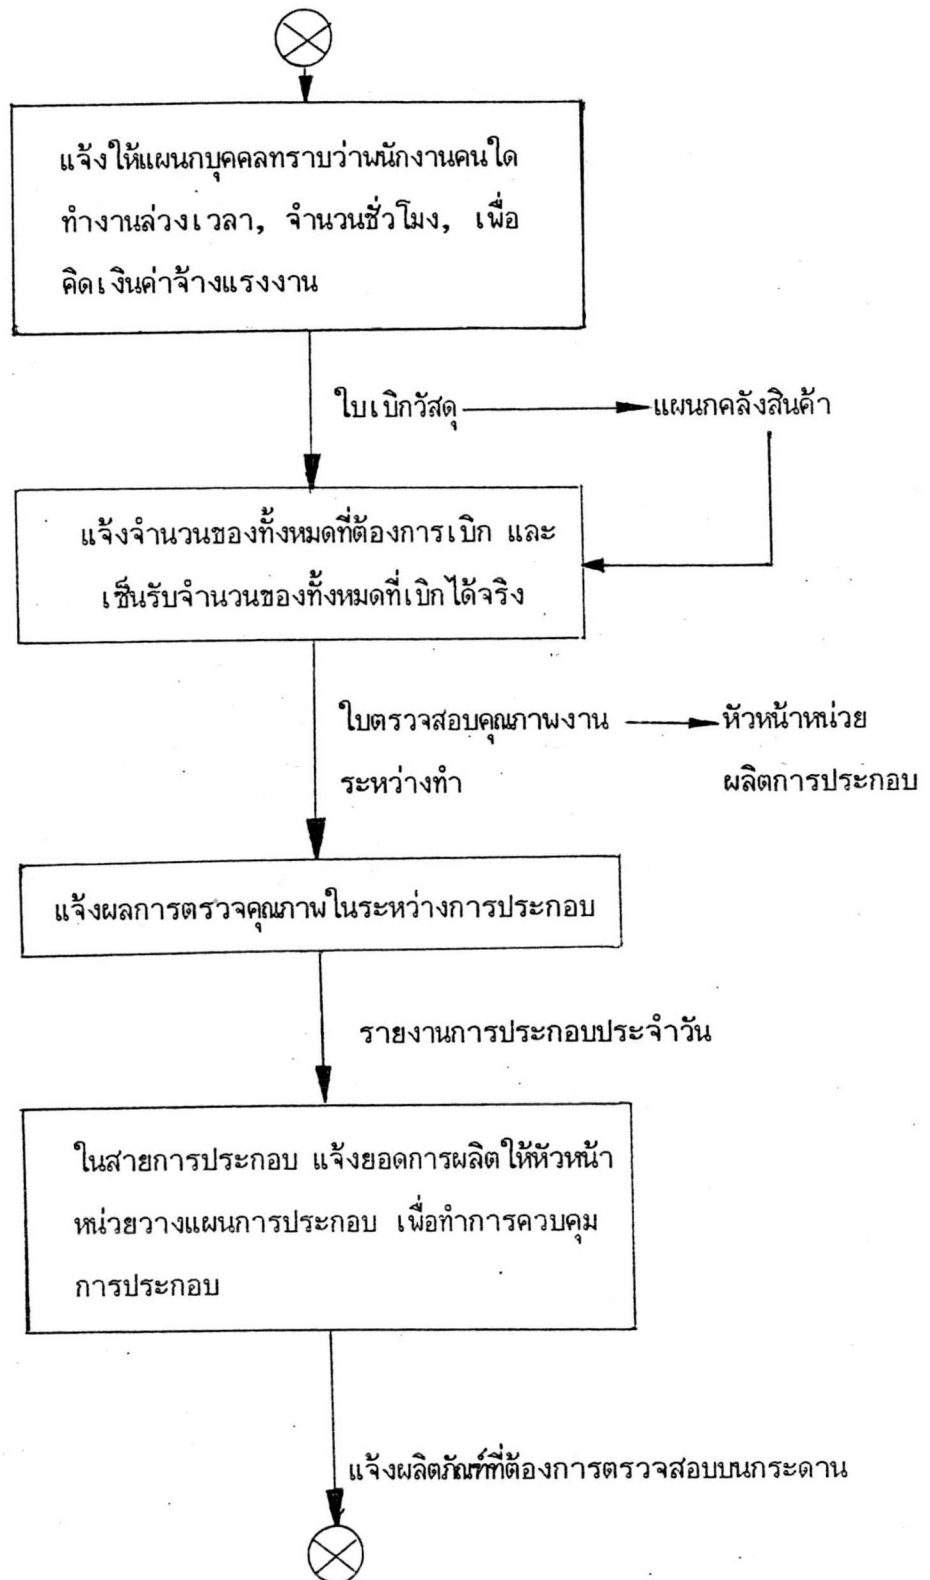 แจ้งให้แผนกบุคคลทราบว่าพนักงานคนใด
ทำงานล่วงเวลา, จำนวนชั่วโมง, เพื่อ
คิดเงินค่าจ้างแรงงาน
ใบเบิกวัสดุ แผนกคลังสินค้า
แจ้งจำนวนของทั้งหมดที่ต้องการเบิก และ
เซ็นรับจำนวนของทั้งหมดที่เบิกได้จริง
ใบตรวจสอบคุณภาพงาน หัวหน้าหน่วย
ระหว่างทำ ผลิตการประกอบ
แจ้งผลการตรวจคุณภาพในระหว่างการประกอบ
รายงานการประกอบประจำวัน
ในสายการประกอบ แจ้งยอดการผลิตให้หัวหน้า
หน่วยวางแผนการประกอบ เพื่อทำการควบคุม
การประกอบ
แจ้งผลิตภัณฑ์ที่ต้องการตรวจสอบบนกระดาน